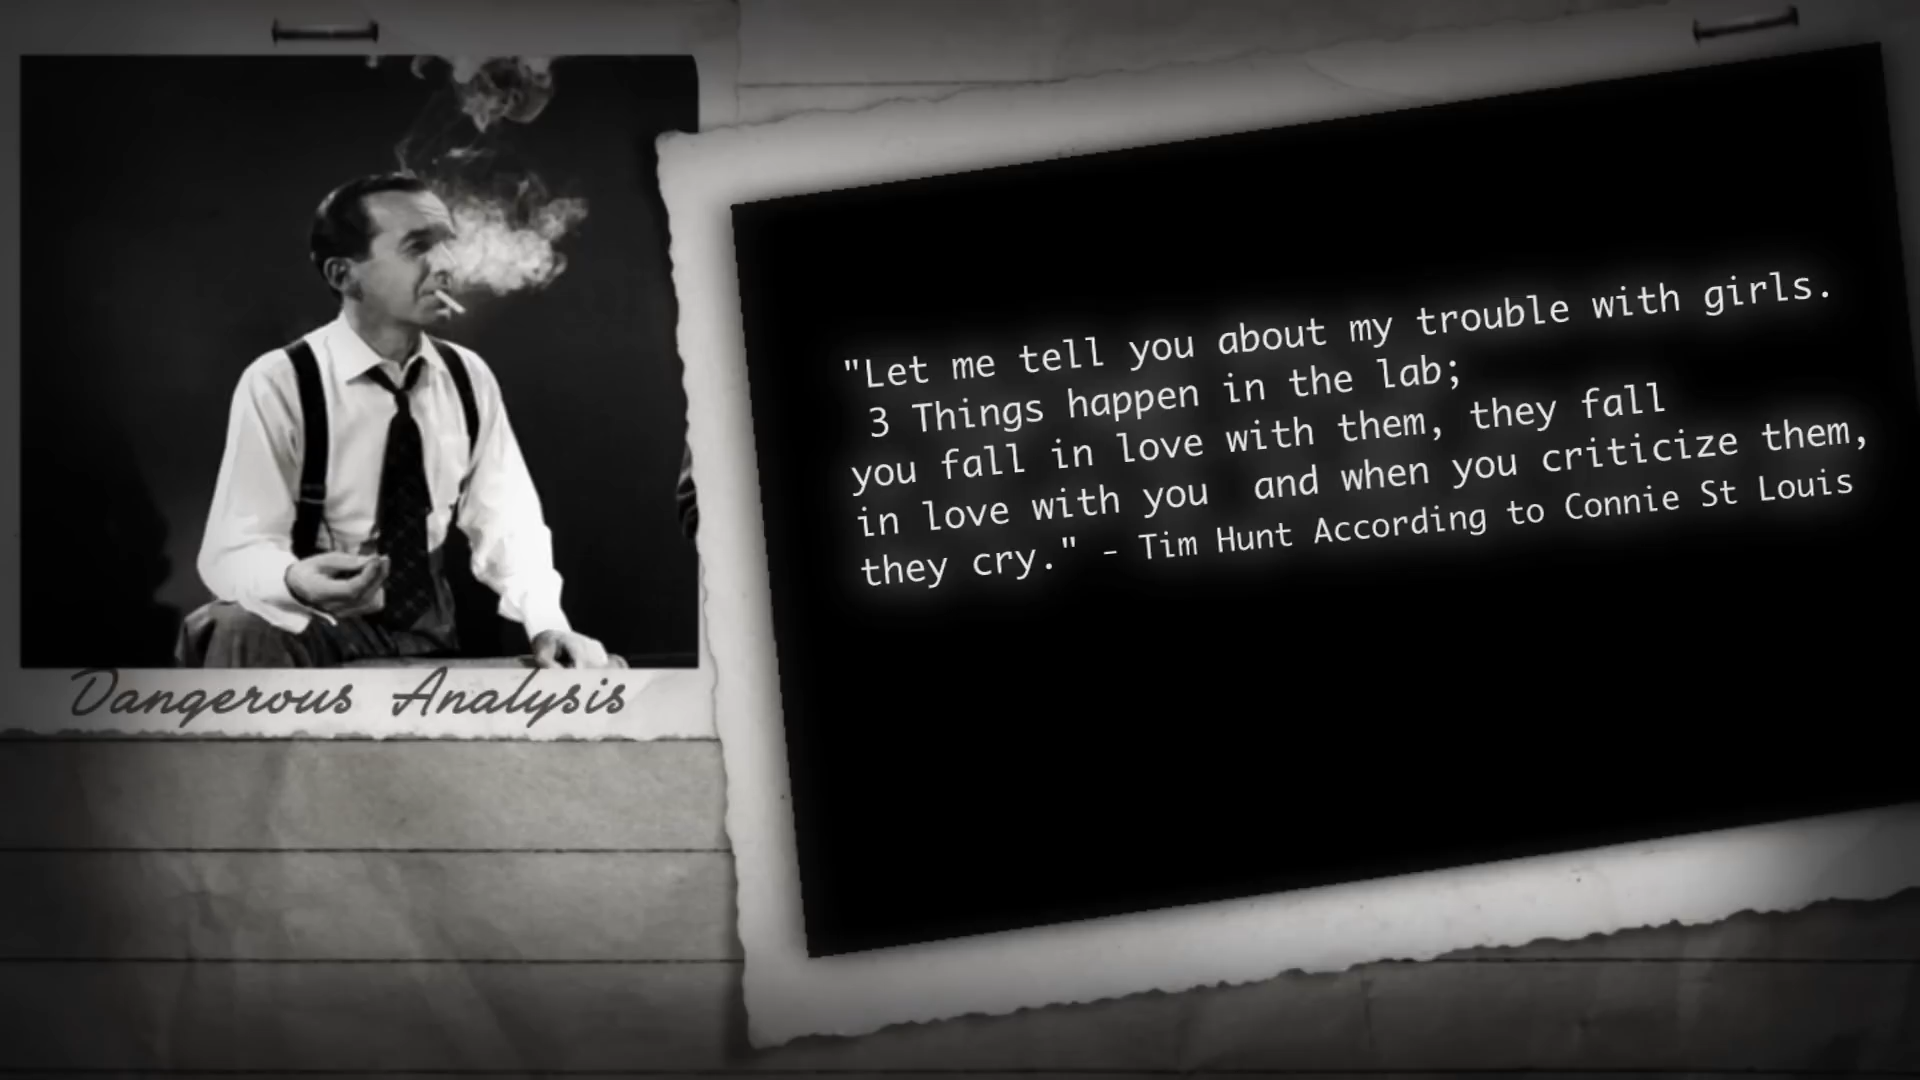 Dangerous Analysis
"Let me tell you about my trouble with girls.
3 Things happen in the lab;
you fall in love with them, they fall
in love with you  and when you criticize them,
they cry." - Tim Hunt According to Connie St Louis